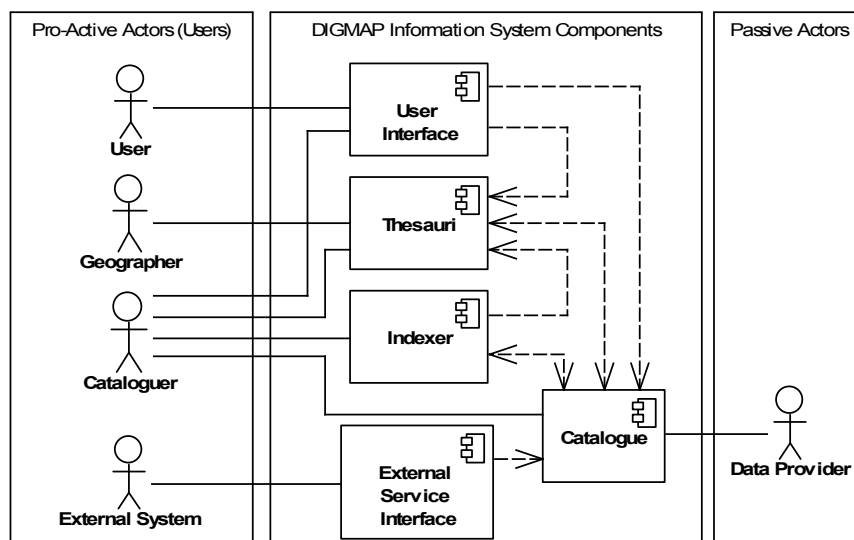 Pro-Active Actors (Users)
DIGMAP Information System Components
Passive Actors
User
User
Interface
Geographer
Thesauri
Cataloguer
Indexer
Catalogue
Data Provider
External System
External
Service
Interface